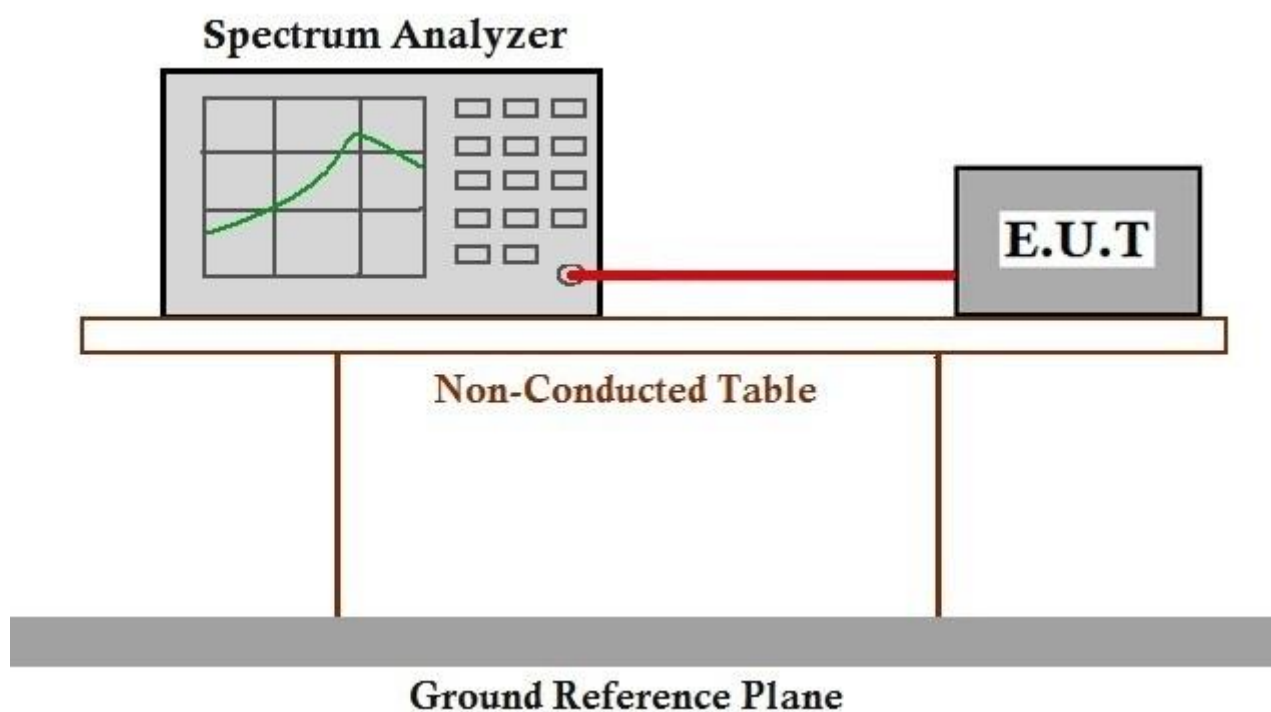 Spectrum Analyzer
E.U.T
Non-Conducted Table
Ground Reference Plane